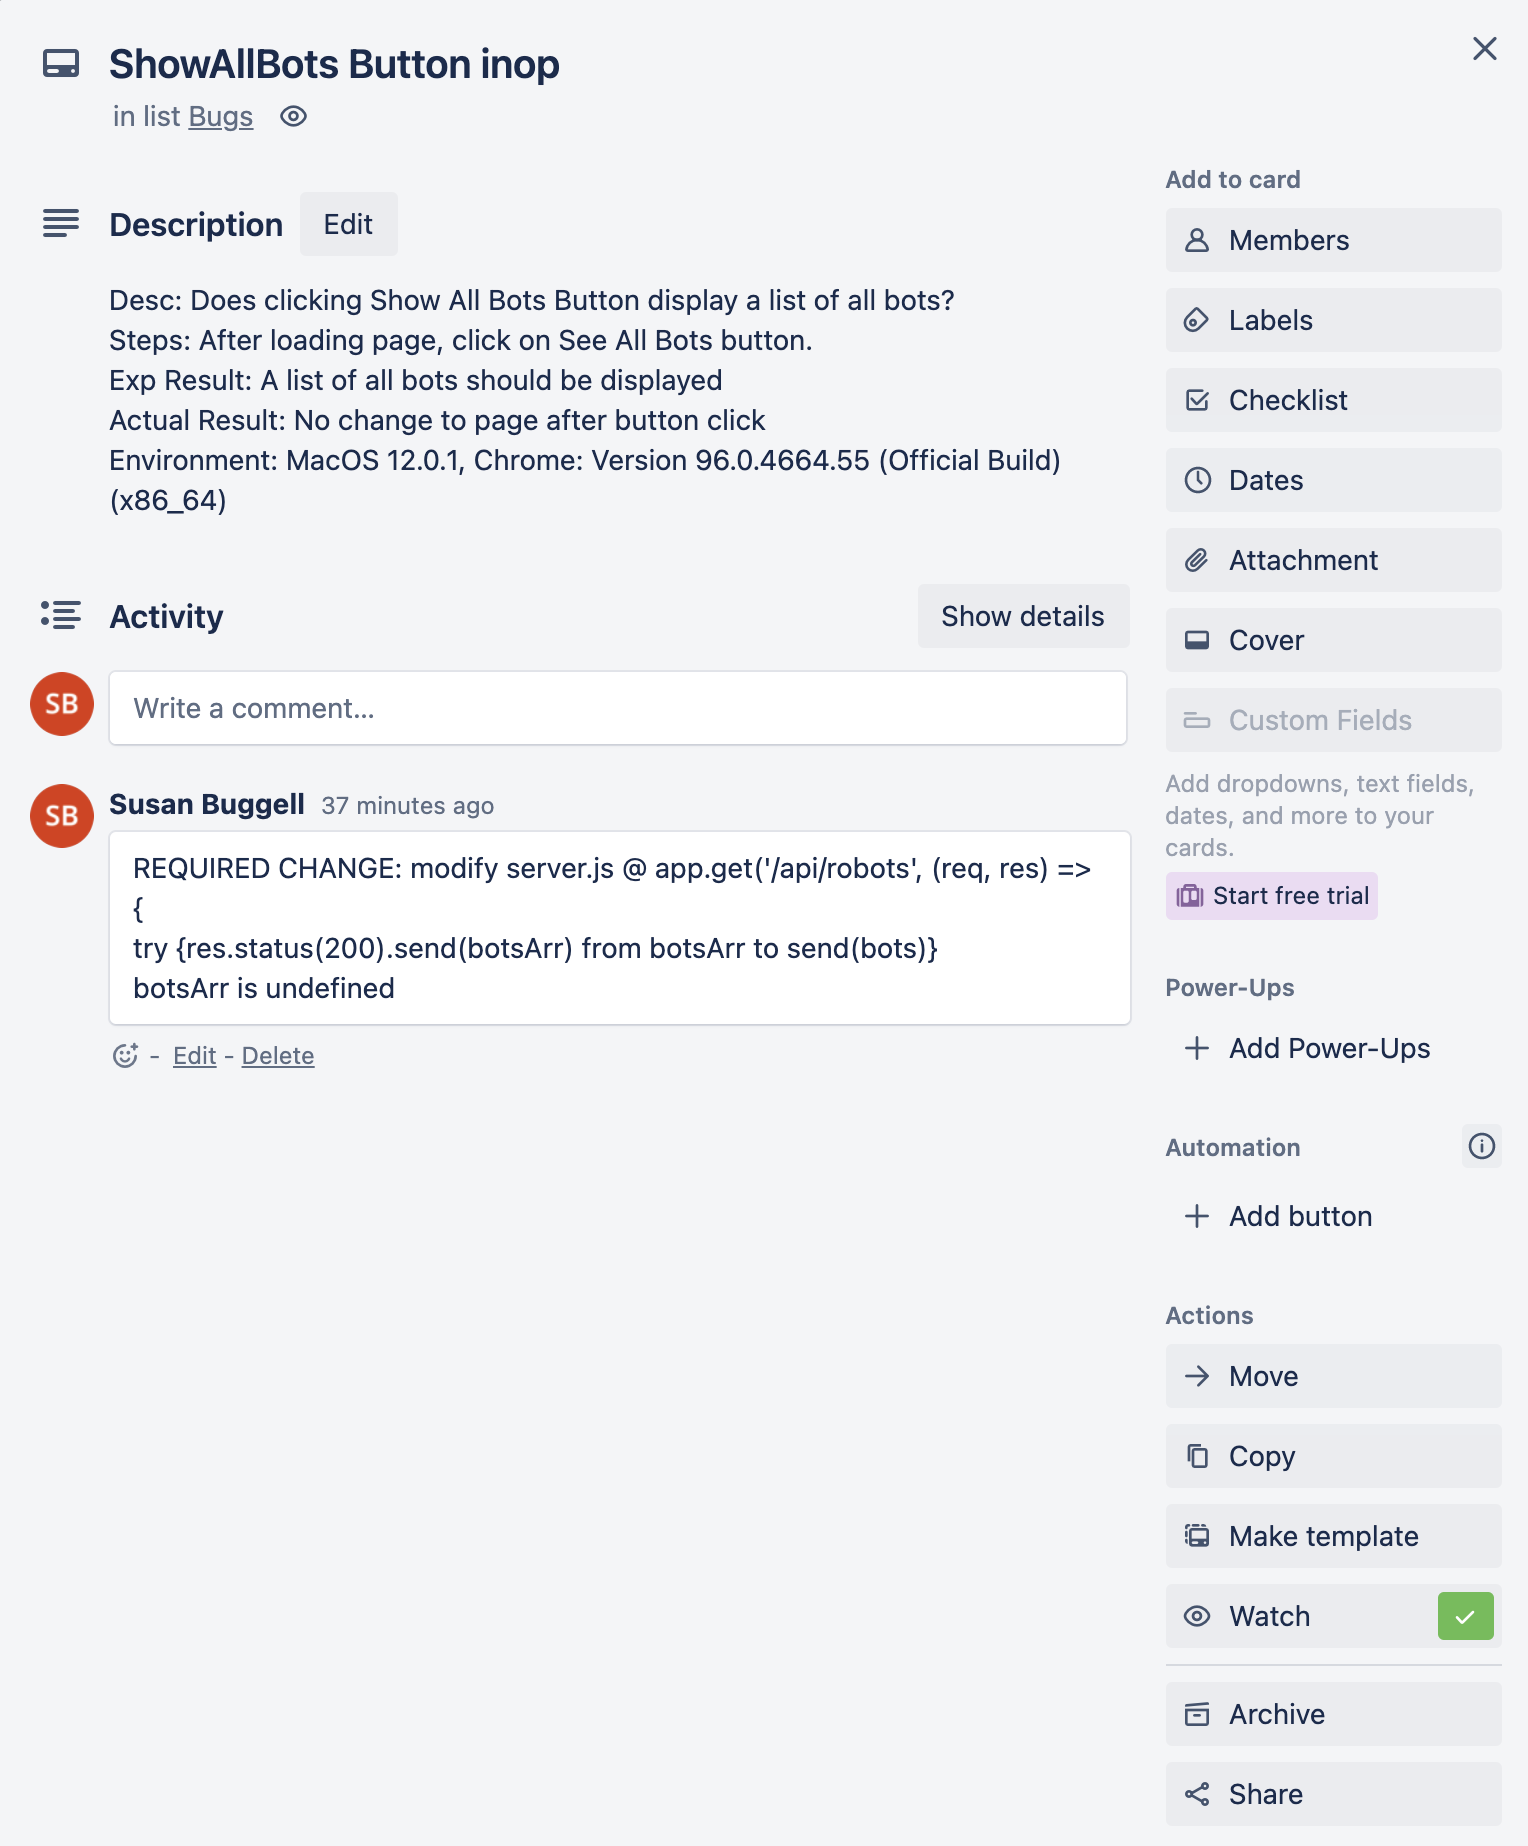 ShowAllBots Button inop
in list Bugs
Description
Edit
Desc: Does clicking Show All Bots Button display a list of all bots?
Steps: After loading page, click on See All Bots button.
Exp Result: A list of all bots should be displayed
Actual Result: No change to page after button click
Environment: MacOS 12.0.1, Chrome: Version 96.0.4664.55 (Official Build)
(x86_64)
Activity
Show details
SB
Write a comment...
SB
Susan Buggell 37 minutes ago
REQUIRED CHANGE: modify server.js @ app.get('/api/robots', (req, res) =>
{
try {res.status(200).send(botsArr) from botsArr to send(bots)}
botsArr is undefined
- Edit - Delete
Add to card
Members
Labels
Checklist
Dates
Attachment
Cover
Custom Fields
Add dropdowns, text fields,
dates, and more to your
cards.
Start free trial
Power-Ups
Add Power-Ups
Automation
Add button
Actions
Move
Copy
Make template
Watch
Archive
Share